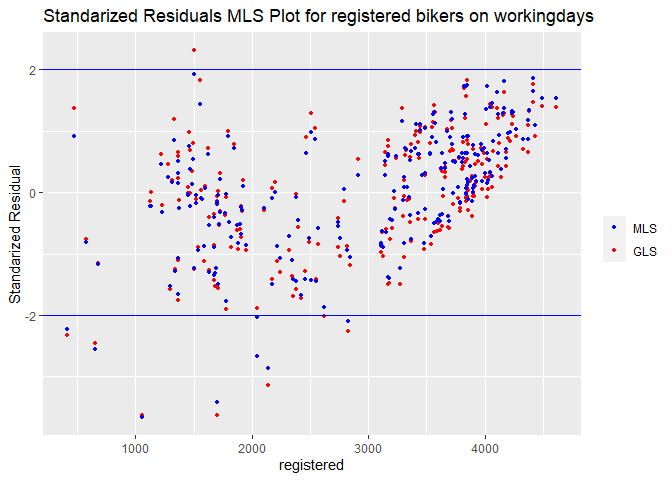 Standarized Residuals MLS Plot for registered bikers on workingdays
Standarized Residual
2
0
-2
1000 2000 3000 4000
registered
MLS
GLS